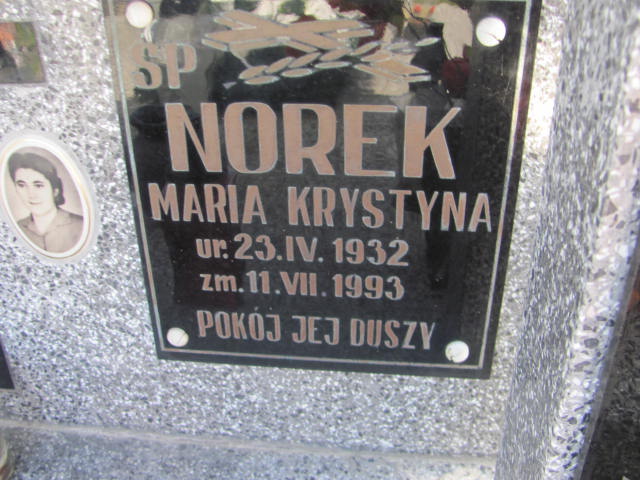 ŚP
NOREK
MARIA KRYSTYNA
ur. 23.IV. 1932
zm. 11.VII. 1993
POKÓJ JEJ DUSZY